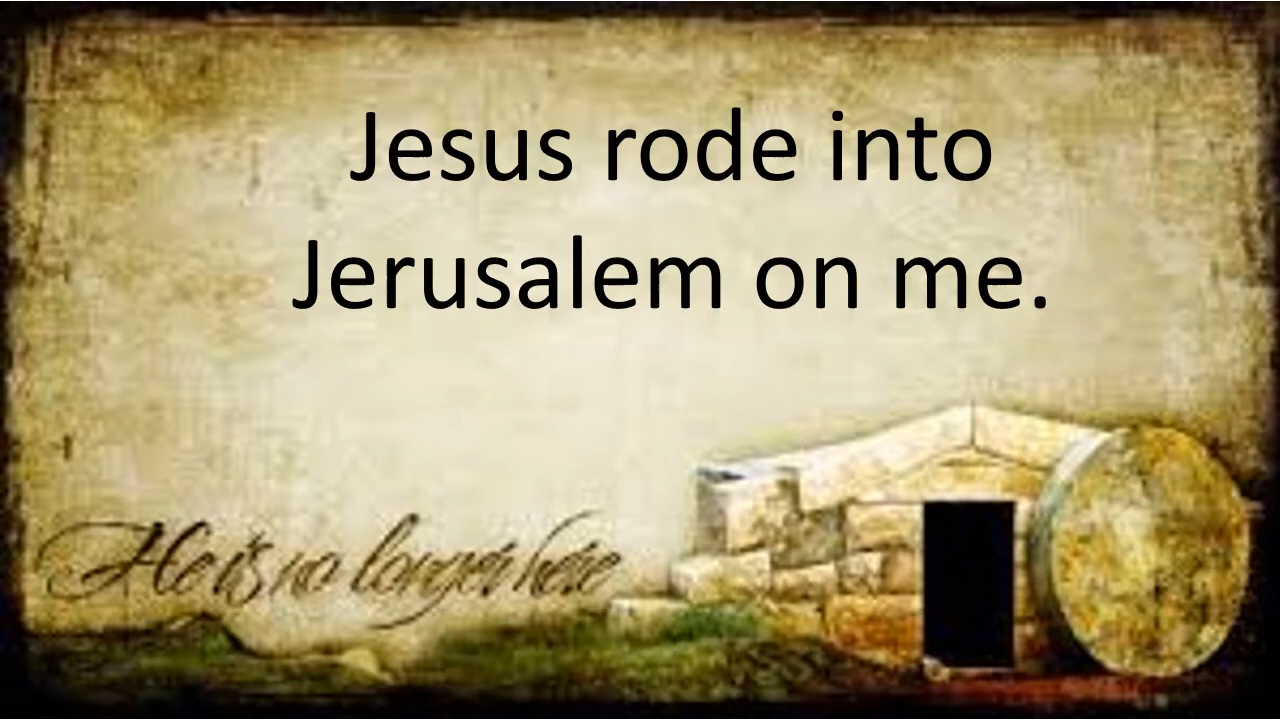 Jesus rode into
Jerusalem on me.
He is no longer here